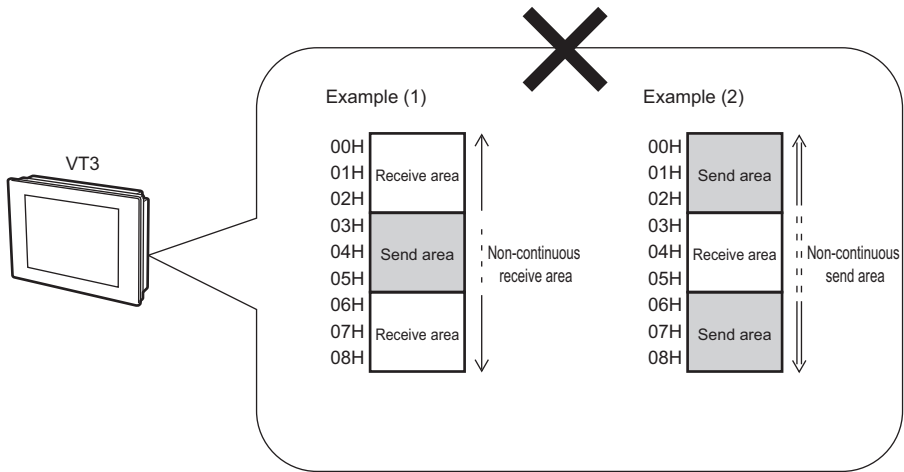 VT3
Example (1)
00H
01H
02H
03H
04H
05H
06H
07H
08H
Receive area
Send area
Receive area
Non-continuous
receive area
Example (2)
00H
01H
02H
03H
04H
05H
06H
07H
08H
Send area
Receive area
Send area
Non-continuous
send area